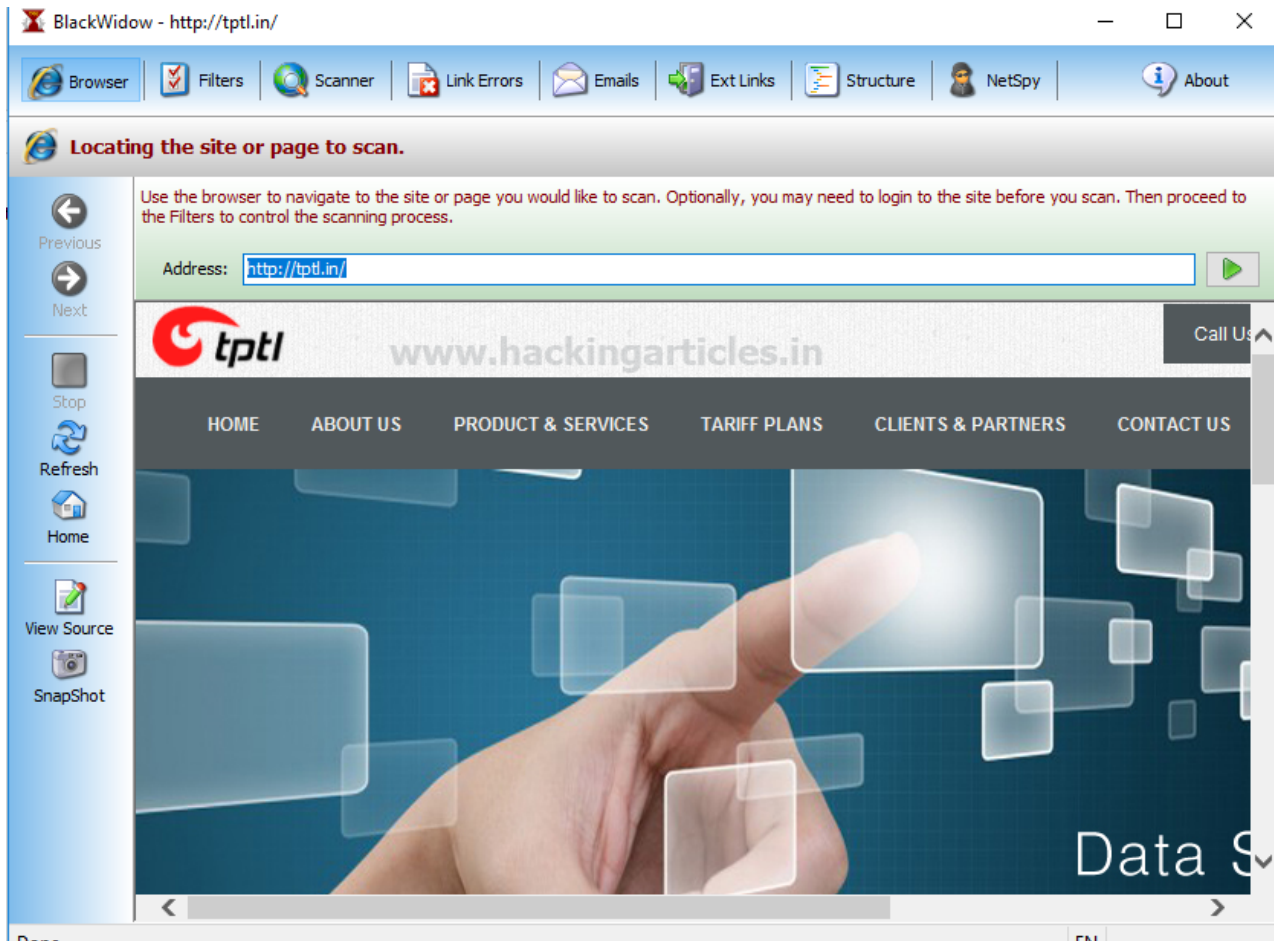 BlackWidow - http://tptl.in/
Browser Filters Scanner Link Errors Emails Ext Links Structure NetSpy About
Locating the site or page to scan.
Use the browser to navigate to the site or page you would like to scan. Optionally, you may need to login to the site before you scan. Then proceed to
the Filters to control the scanning process.
Address: http://tptl.in/
Previous
Next
Stop
Refresh
Home
View Source
SnapShot
tptl
www.hackingarticles.in
Call Us
HOME ABOUT US PRODUCT & SERVICES TARIFF PLANS CLIENTS & PARTNERS CONTACT US
Data S